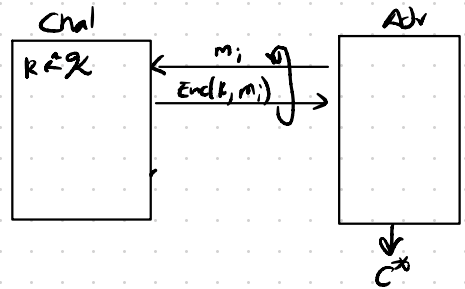 Chal
Adv
k ←ᴿ 𝒦
mᵢ
Enc(k, mᵢ)
C*